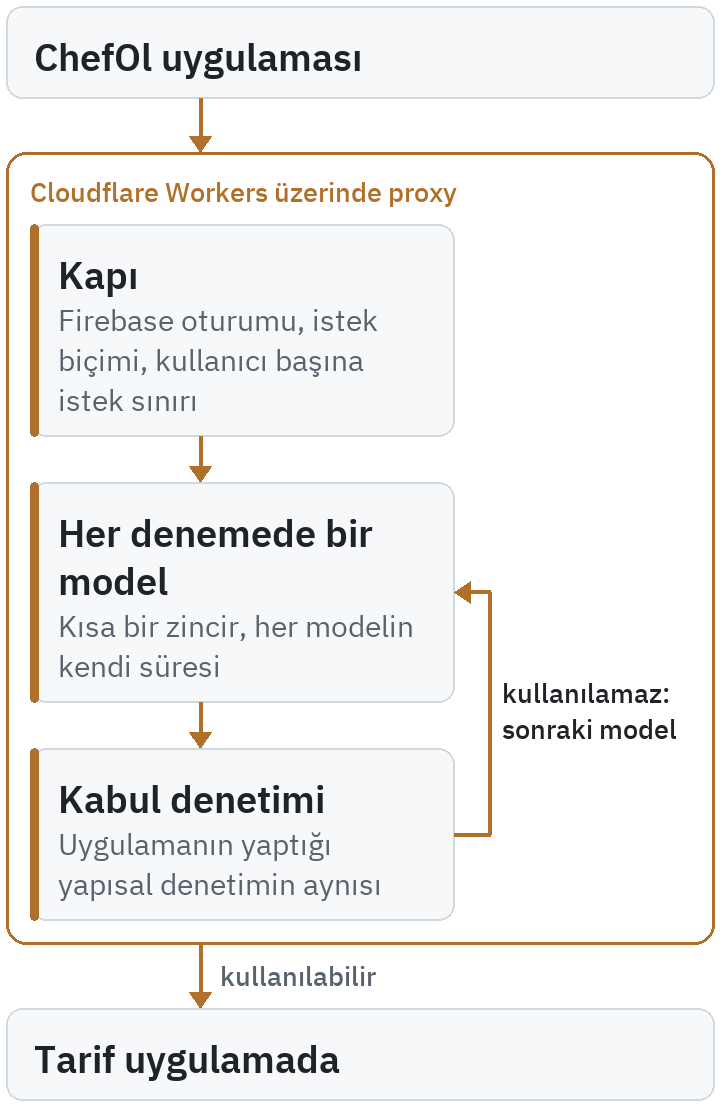 ChefOl uygulaması
Cloudflare Workers üzerinde proxy
Kapı
Firebase oturumu, istek
biçimi, kullanıcı başına
istek sınırı
Her denemede bir
model
Kısa bir zincir, her modelin
kendi süresi
kullanılamaz:
sonraki model
Kabul denetimi
Uygulamanın yaptığı
yapısal denetimin aynısı
kullanılabilir
Tarif uygulamada